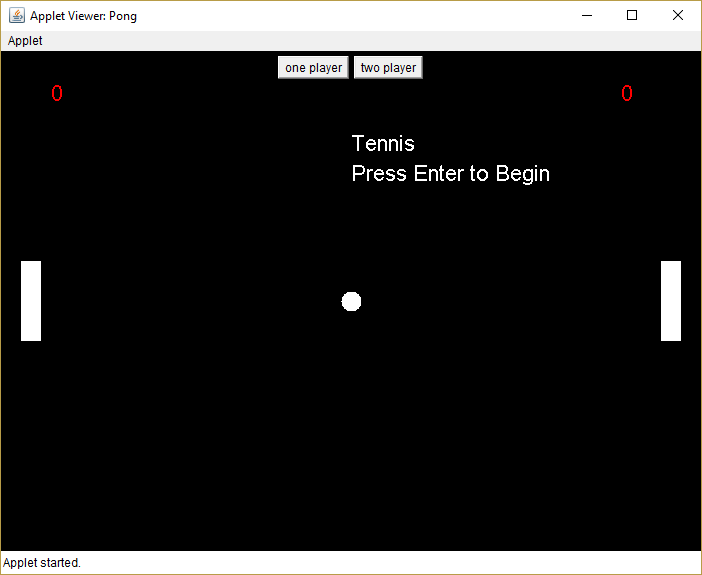 Applet Viewer: Pong
Applet
one player two player
0 0
Tennis
Press Enter to Begin
Applet started.